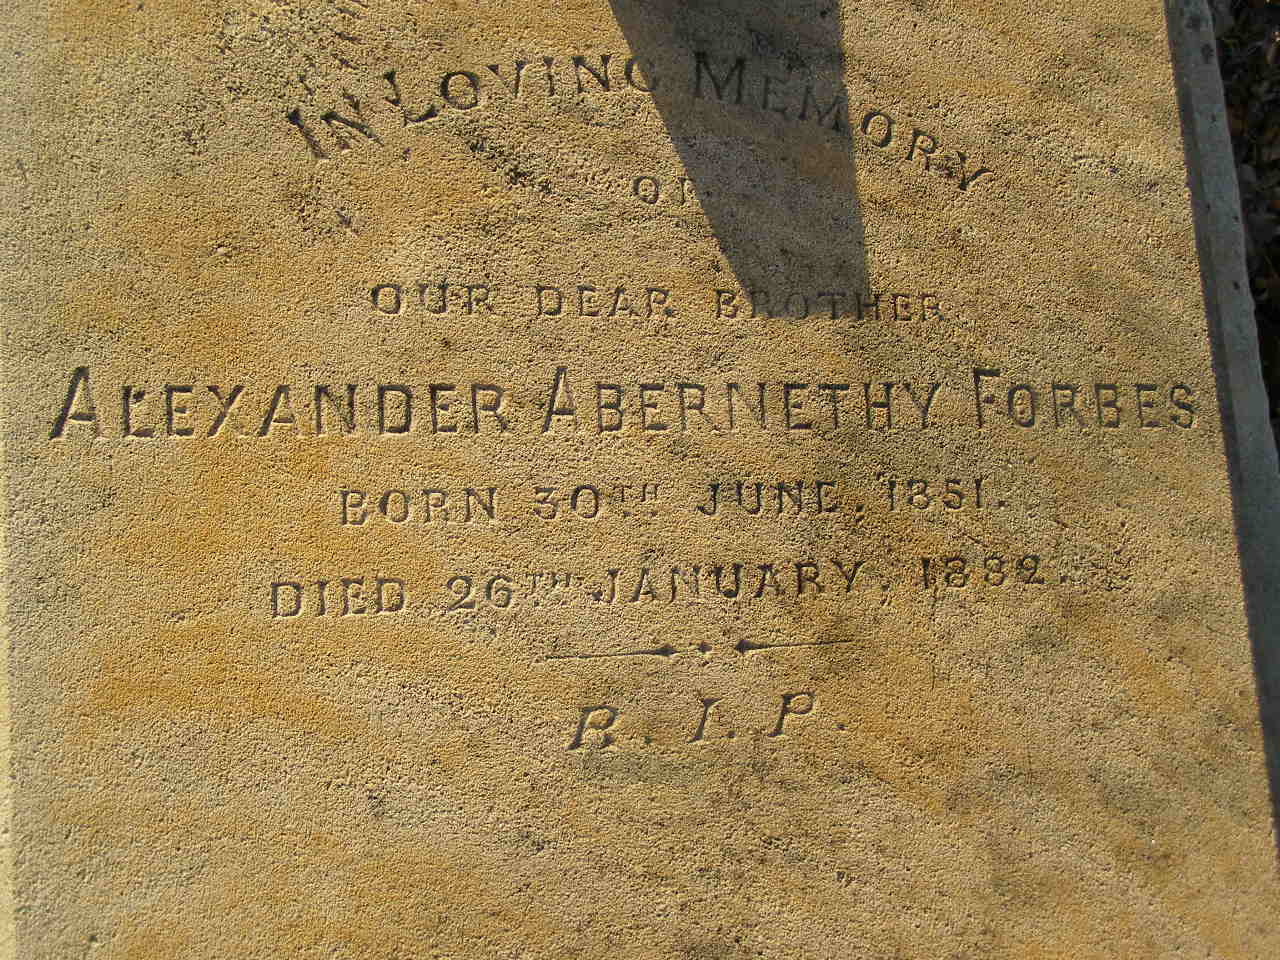 IN LOVING MEMORY
OF
OUR DEAR BROTHER
ALEXANDER ABERNETHY FORBES
BORN 30TH JUNE, 1851.
DIED 26TH JANUARY, 1882.
R. I. P.